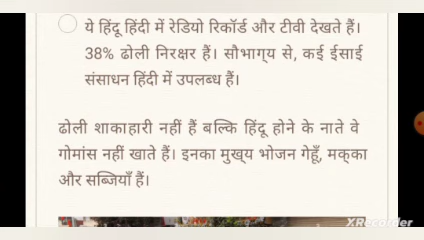 ये हिंदू हिंदी में रेडियो रिकॉर्ड और टीवी देखते हैं।
38% ढोली निरक्षर हैं। सौभाग्य से, कई ईसाई
संसाधन हिंदी में उपलब्ध हैं।
ढोली शाकाहारी नहीं हैं बल्कि हिंदू होने के नाते वे
गोमांस नहीं खाते हैं। इनका मुख्य भोजन गेहूँ, मक्का
और सब्जियाँ हैं।
XRecorder